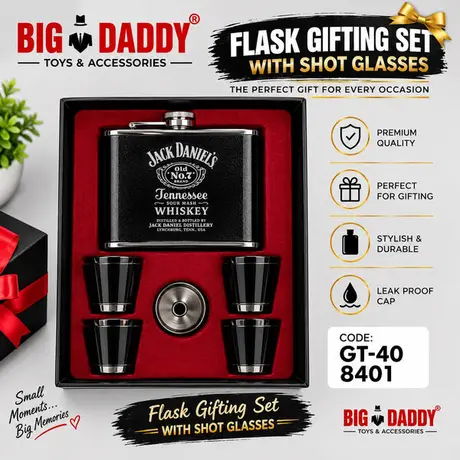 BIG DADDY®
TOYS & ACCESSORIES
FLASK GIFTING SET
WITH SHOT GLASSES
THE PERFECT GIFT FOR EVERY OCCASION
JACK DANIEL'S
Old
No.7
BRAND
Tennessee
SOUR MASH
WHISKEY
DISTILLED & BOTTLED BY
JACK DANIEL DISTILLERY
LYNCHBURG, TENN., USA
PREMIUM
QUALITY
PERFECT
FOR GIFTING
STYLISH &
DURABLE
LEAK PROOF
CAP
CODE:
GT-40
8401
Small
Moments...
Big Memories
Flask Gifting Set
WITH SHOT GLASSES
BIG DADDY®
TOYS & ACCESSORIES